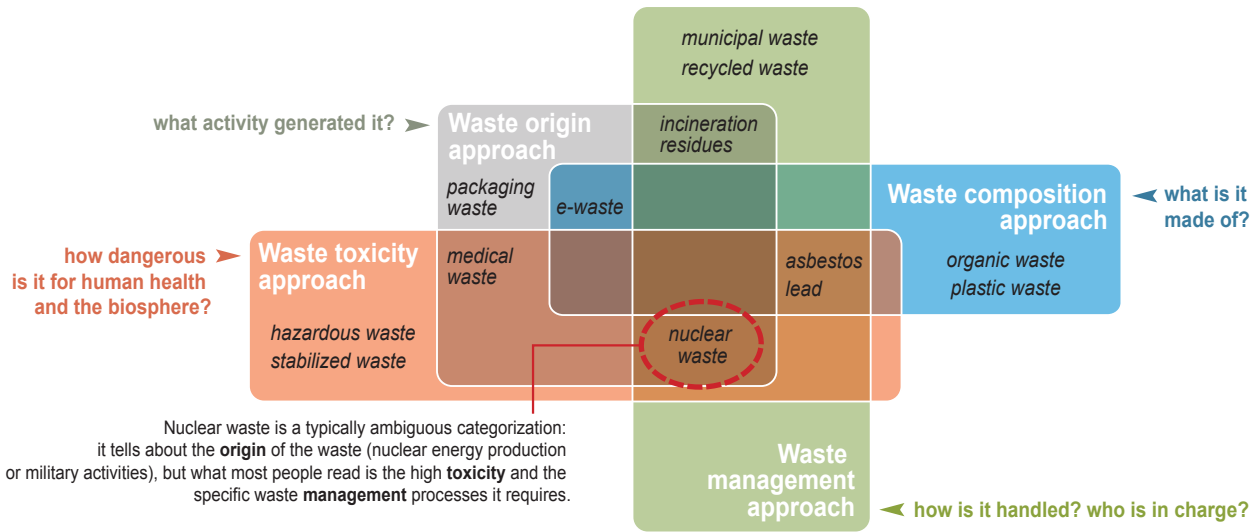 municipal waste
recycled waste
what activity generated it?
Waste origin
approach
incineration
residues
packaging
waste
e-waste
Waste composition
approach
what is it
made of?
how dangerous
is it for human health
and the biosphere?
Waste toxicity
approach
medical
waste
asbestos
lead
organic waste
plastic waste
hazardous waste
stabilized waste
nuclear
waste
Nuclear waste is a typically ambiguous categorization:
it tells about the origin of the waste (nuclear energy production
or military activities), but what most people read is the high toxicity and the
specific waste management processes it requires.
Waste
management
approach
how is it handled? who is in charge?